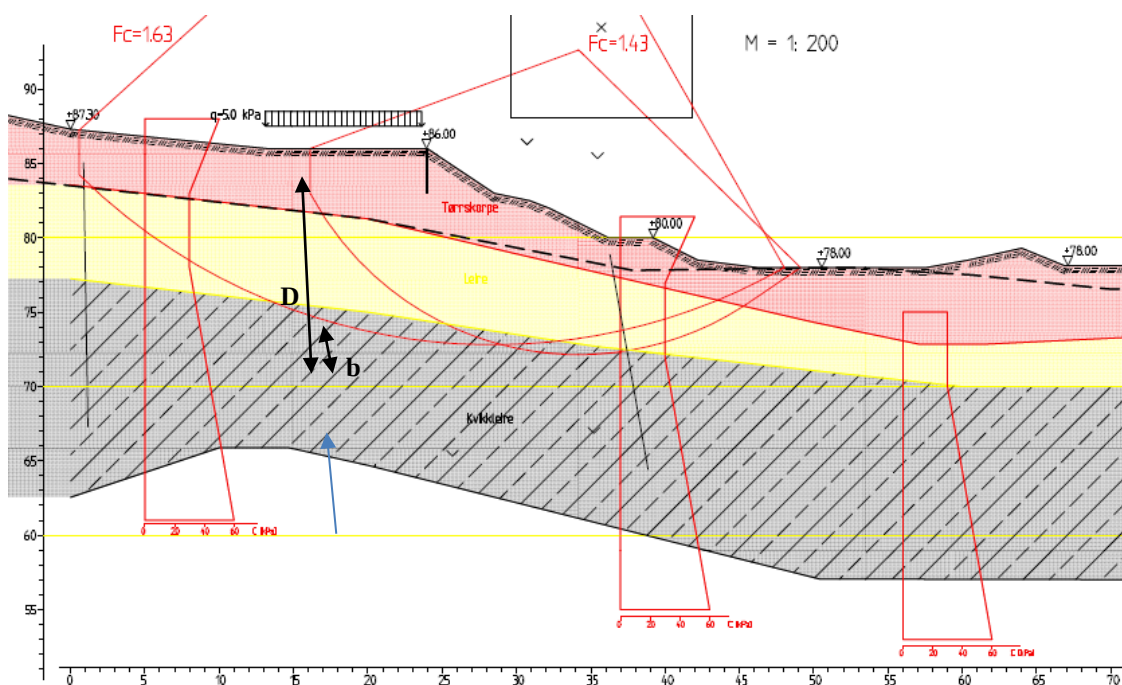 Fc=1.63
Fc=1.43
M = 1: 200
90
+87.30
q=5.0 kPa
+86.00
85
Tørrskorpe
+80.00
80
+78.00
+78.00
Leire
75
D
b
70
Kvikkleire
65
60
0 20 40 60 C [kPa]
55
0 20 40 60 C [kPa]
0 20 40 60 C [kPa]
0 5 10 15 20 25 30 35 40 45 50 55 60 65 70